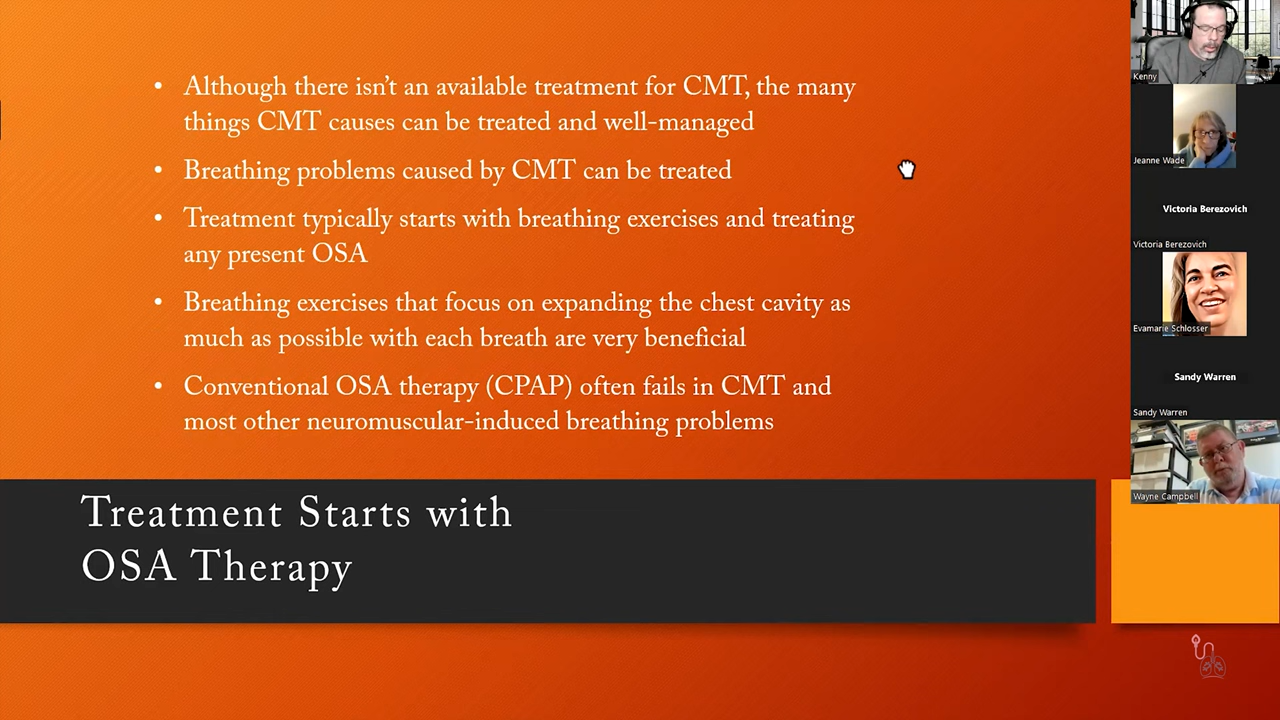 • Although there isn't an available treatment for CMT, the many
things CMT causes can be treated and well-managed
• Breathing problems caused by CMT can be treated
• Treatment typically starts with breathing exercises and treating
any present OSA
• Breathing exercises that focus on expanding the chest cavity as
much as possible with each breath are very beneficial
• Conventional OSA therapy (CPAP) often fails in CMT and
most other neuromuscular-induced breathing problems
Treatment Starts with
OSA Therapy
Kenny
Jeanne Wade
Victoria Berezovich
Victoria Berezovich
Evamarie Schlosser
Sandy Warren
Sandy Warren
Wayne Campbell